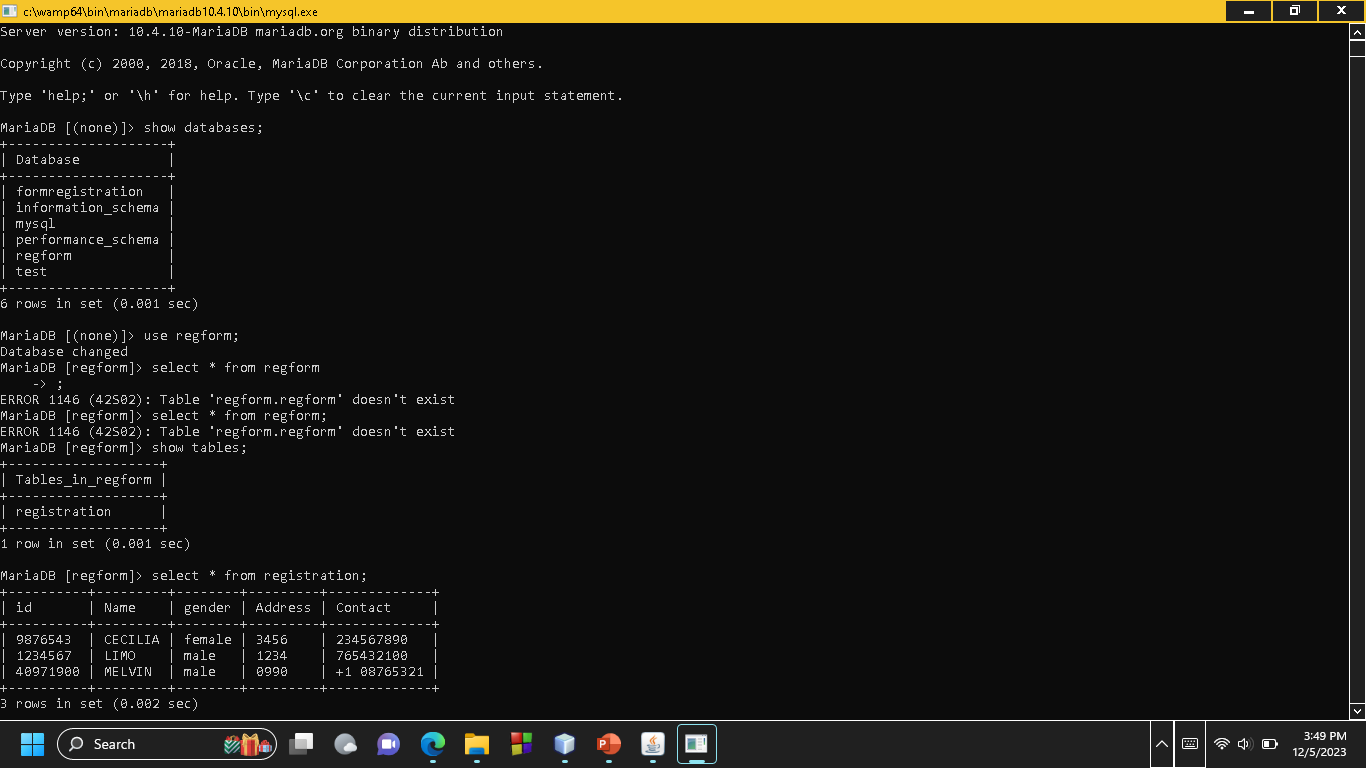 c:\wamp64\bin\mariadb\mariadb10.4.10\bin\mysql.exe
Server version: 10.4.10-MariaDB mariadb.org binary distribution
Copyright (c) 2000, 2018, Oracle, MariaDB Corporation Ab and others.
Type 'help;' or '\h' for help. Type '\c' to clear the current input statement.
MariaDB [(none)]> show databases;
+--------------------+
| Database           |
+--------------------+
| formregistration   |
| information_schema |
| mysql              |
| performance_schema |
| regform            |
| test               |
+--------------------+
6 rows in set (0.001 sec)
MariaDB [(none)]> use regform;
Database changed
MariaDB [regform]> select * from regform
    -> ;
ERROR 1146 (42S02): Table 'regform.regform' doesn't exist
MariaDB [regform]> select * from regform;
ERROR 1146 (42S02): Table 'regform.regform' doesn't exist
MariaDB [regform]> show tables;
+-------------------+
| Tables_in_regform |
+-------------------+
| registration      |
+-------------------+
1 row in set (0.001 sec)
MariaDB [regform]> select * from registration;
+----------+---------+--------+---------+-------------+
| id       | Name    | gender | Address | Contact     |
+----------+---------+--------+---------+-------------+
| 9876543  | CECILIA | female | 3456    | 234567890   |
| 1234567  | LIMO    | male   | 1234    | 765432100   |
| 40971900 | MELVIN  | male   | 0990    | +1 08765321 |
+----------+---------+--------+---------+-------------+
3 rows in set (0.002 sec)
Search
3:49 PM
12/5/2023